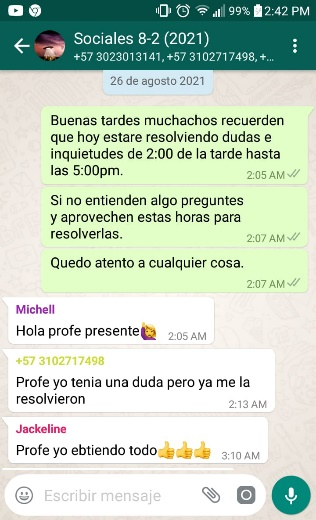 99% 2:42 PM
Sociales 8-2 (2021)
+57 3023013141, +57 3102717498, +...
26 de agosto 2021
Buenas tardes muchachos recuerden
que hoy estare resolviendo dudas e
inquietudes de 2:00 de la tarde hasta
las 5:00pm.
2:05 AM
Si no entienden algo preguntes
y aprovechen estas horas para
resolverlas.
2:07 AM
Quedo atento a cualquier cosa.
2:07 AM
Michell
Hola profe presente🙋‍♀️
2:05 AM
+57 3102717498
Profe yo tenia una duda pero ya me la
resolvieron
2:13 AM
Jackeline
Profe yo ebtiendo todo👍👍👍
3:10 AM
Escribir mensaje